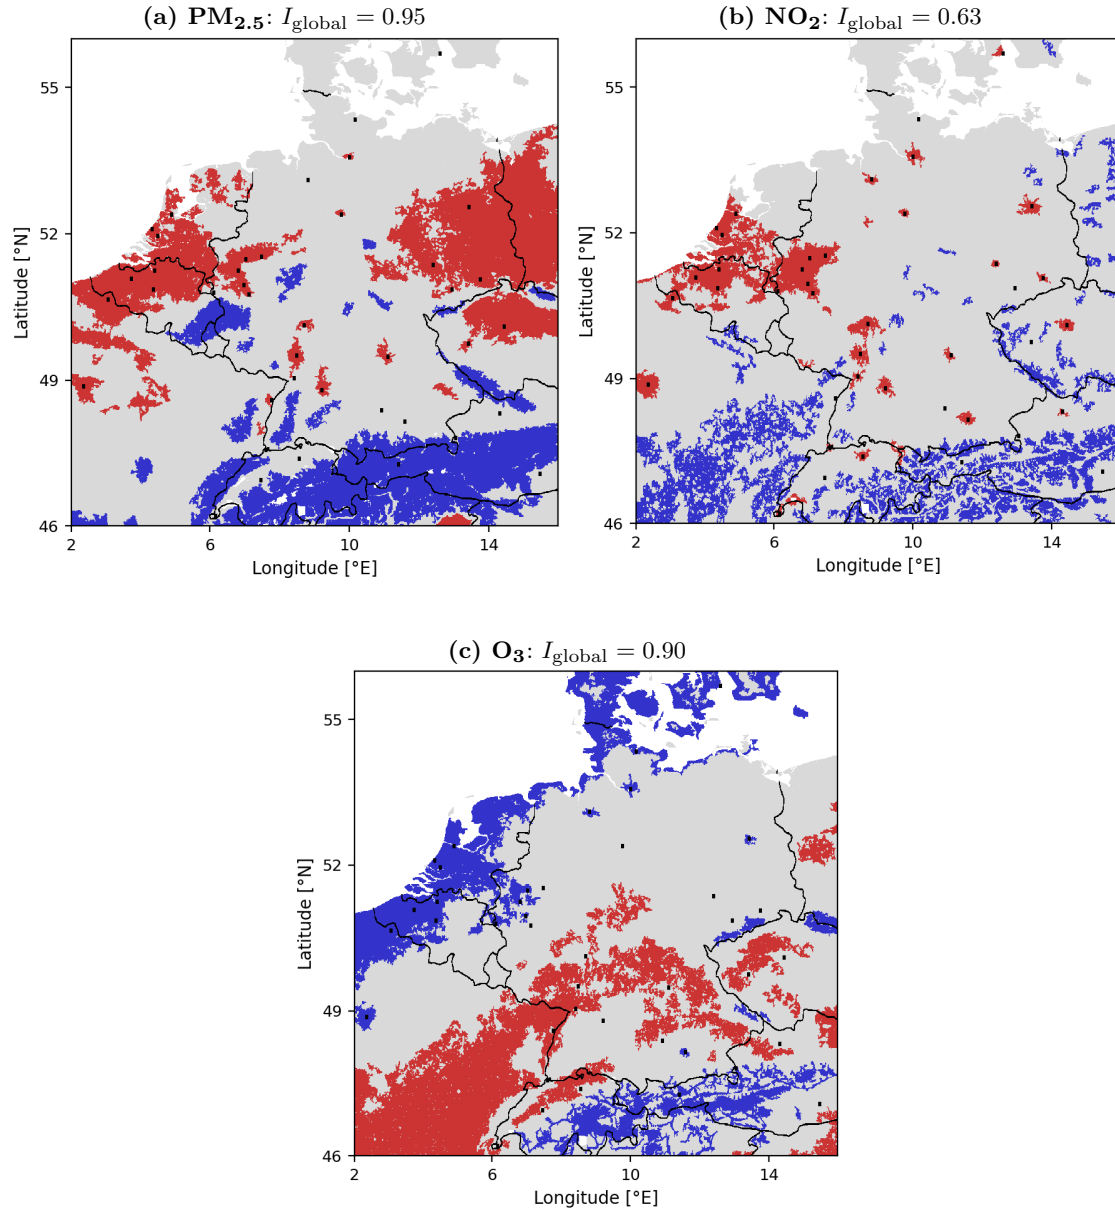 (a) PM2.5: Iglobal = 0.95
55
52
49
46
2
6
10
14
Latitude [°N]
Longitude [°E]
(b) NO2: Iglobal = 0.63
55
52
49
46
2
6
10
14
Latitude [°N]
Longitude [°E]
(c) O3: Iglobal = 0.90
55
52
49
46
2
6
10
14
Latitude [°N]
Longitude [°E]